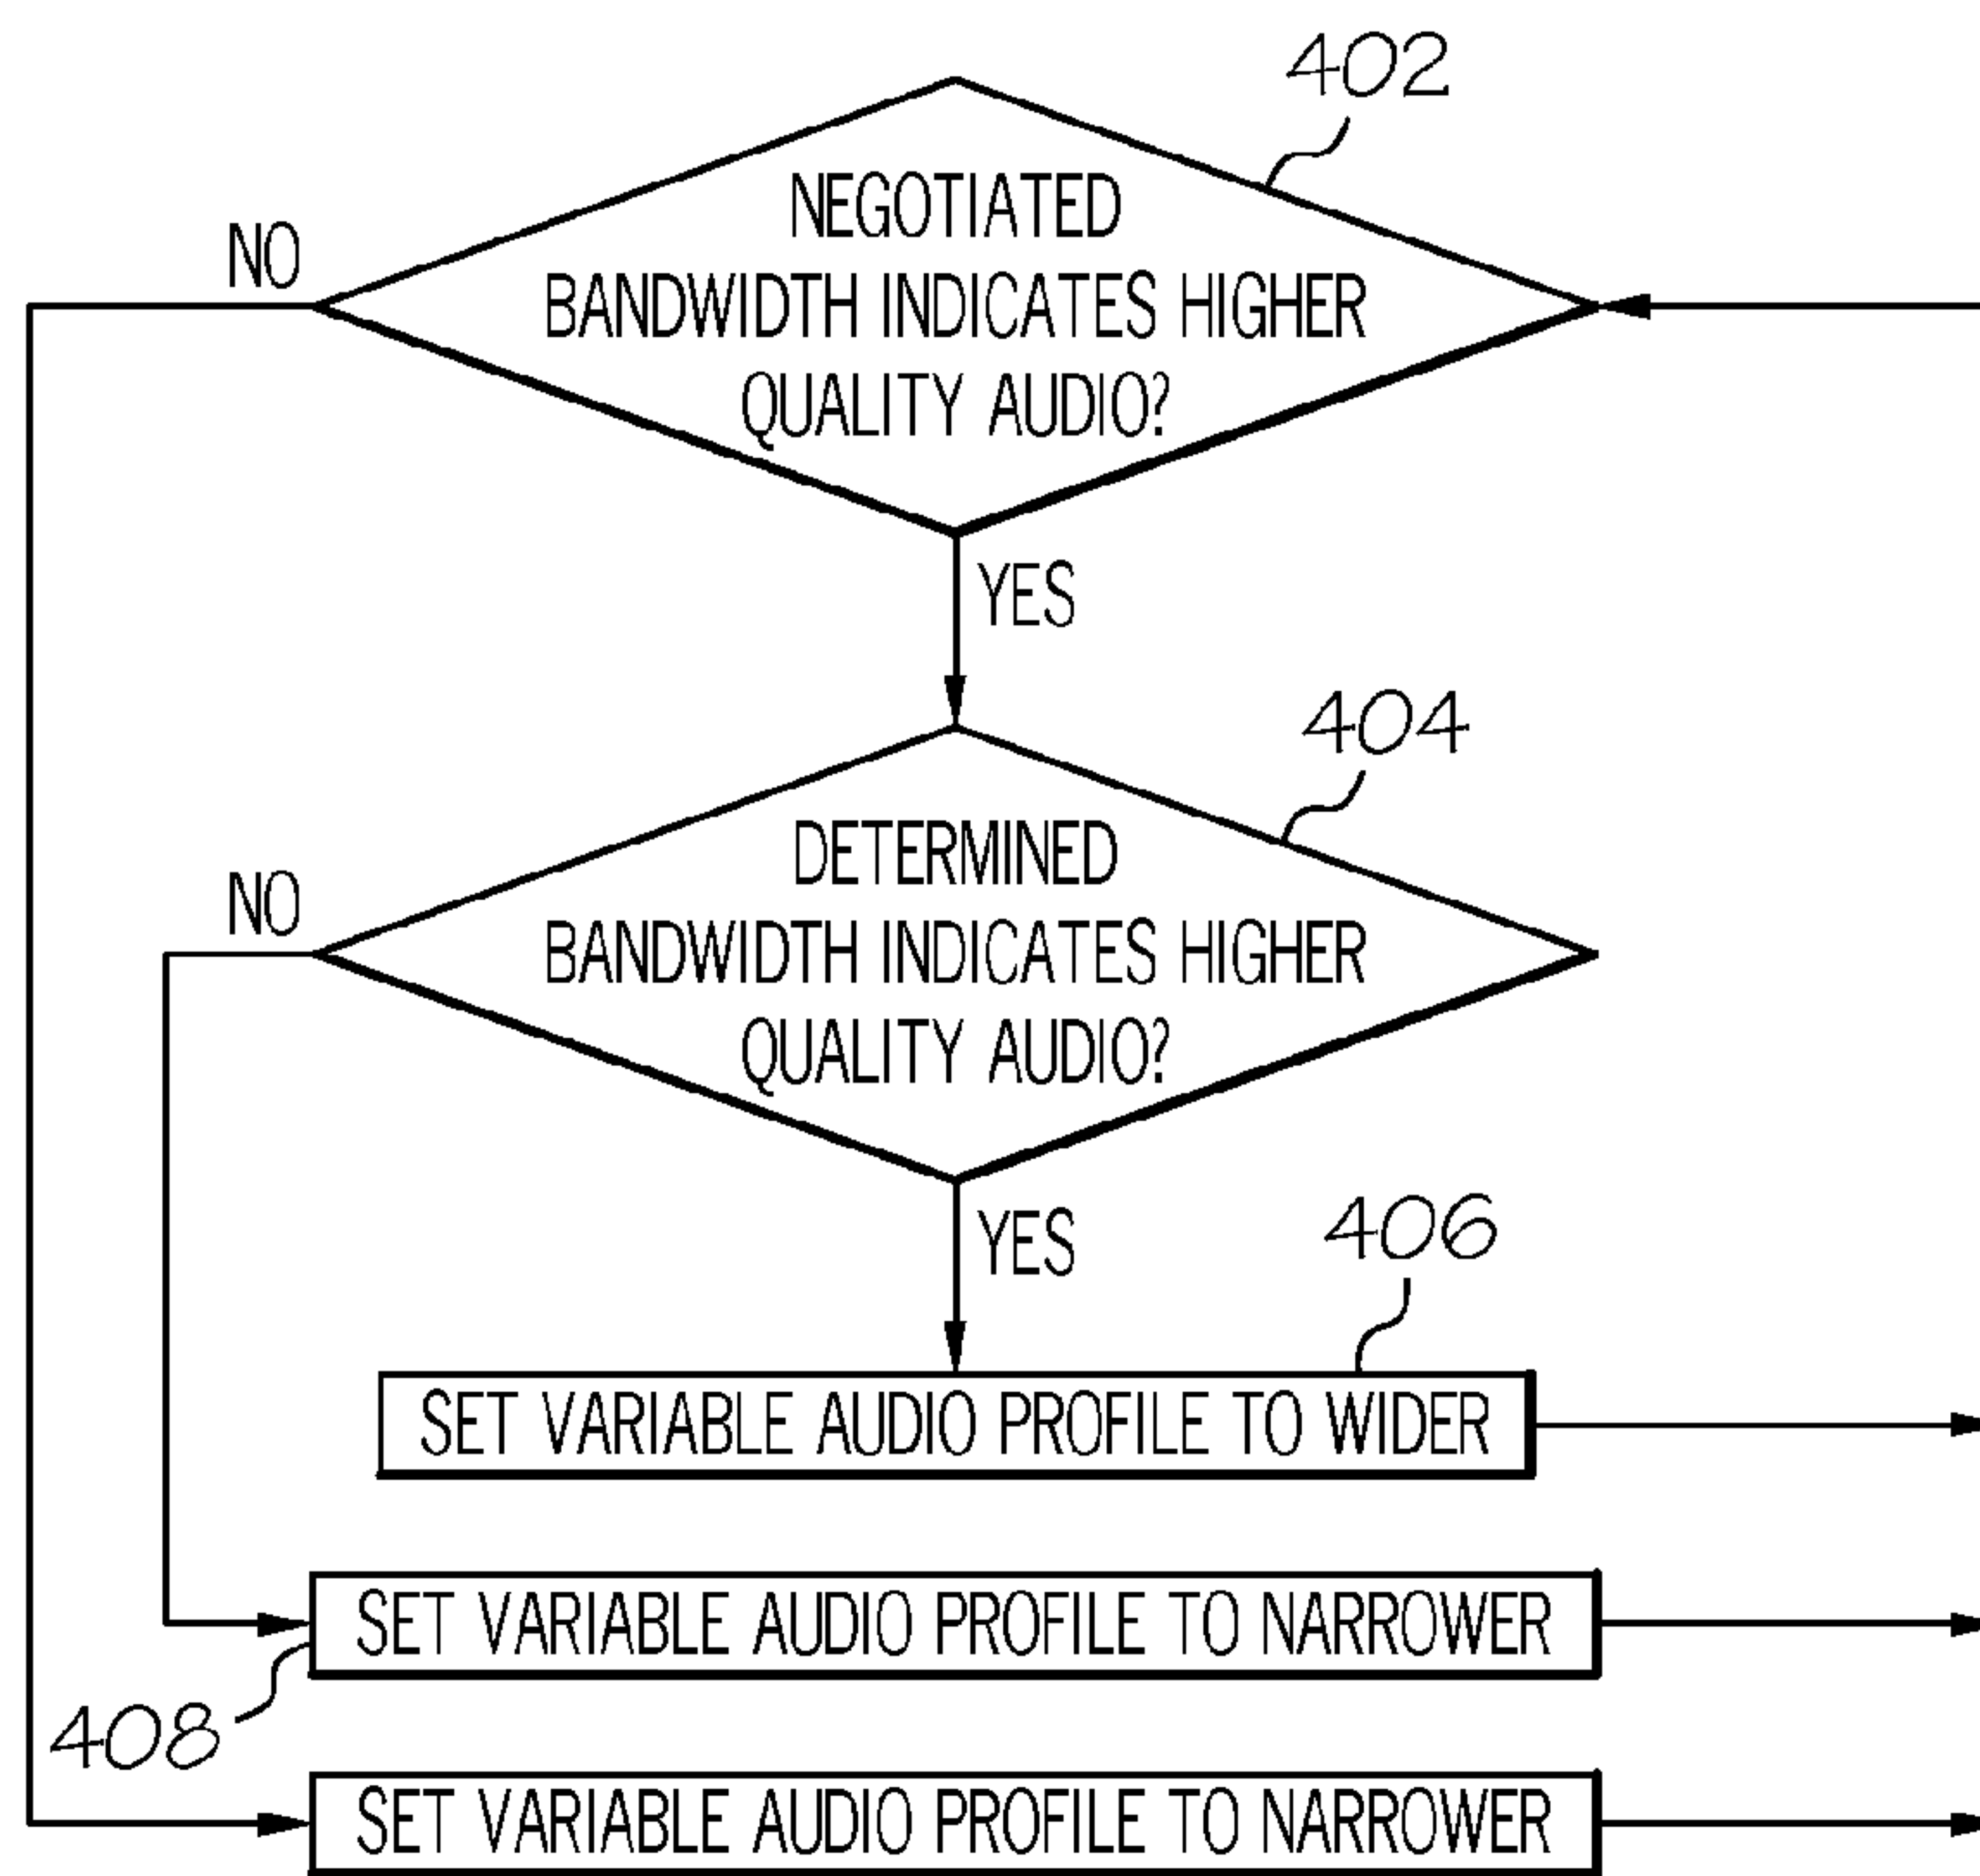 402
NEGOTIATED
BANDWIDTH INDICATES HIGHER
QUALITY AUDIO?
NO
YES
404
DETERMINED
BANDWIDTH INDICATES HIGHER
QUALITY AUDIO?
NO
YES
406
SET VARIABLE AUDIO PROFILE TO WIDER
SET VARIABLE AUDIO PROFILE TO NARROWER
408
SET VARIABLE AUDIO PROFILE TO NARROWER